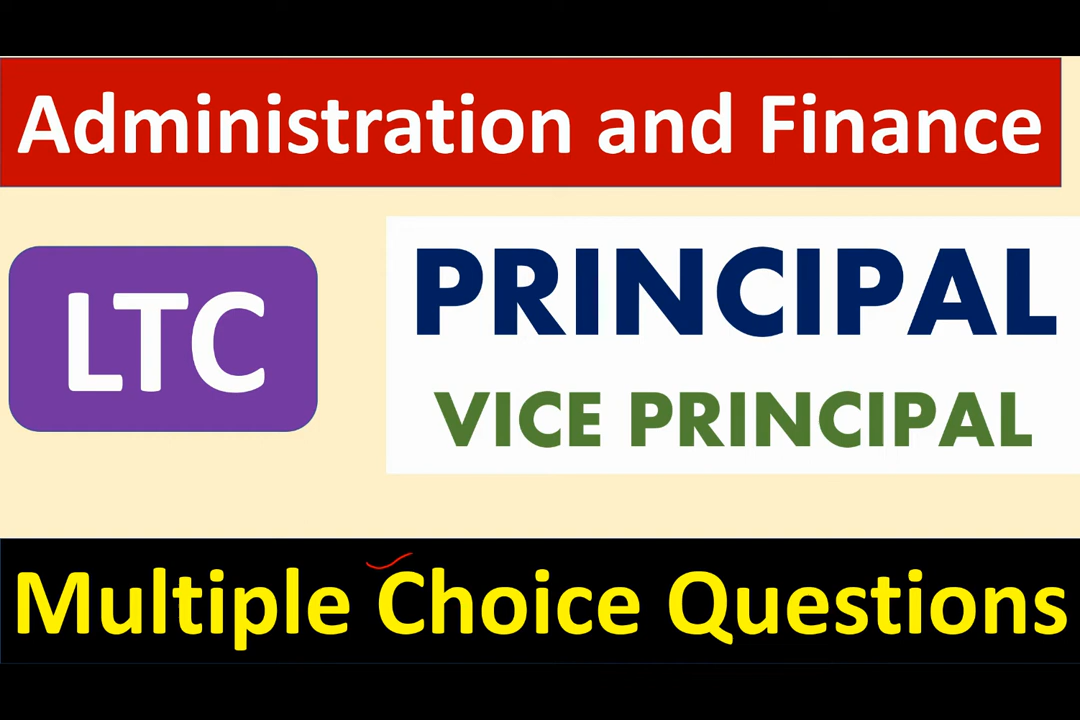 Administration and Finance
LTC
PRINCIPAL
VICE PRINCIPAL
Multiple Choice Questions